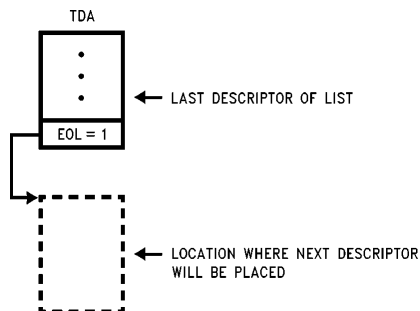 TDA
LAST DESCRIPTOR OF LIST
EOL = 1
LOCATION WHERE NEXT DESCRIPTOR
WILL BE PLACED